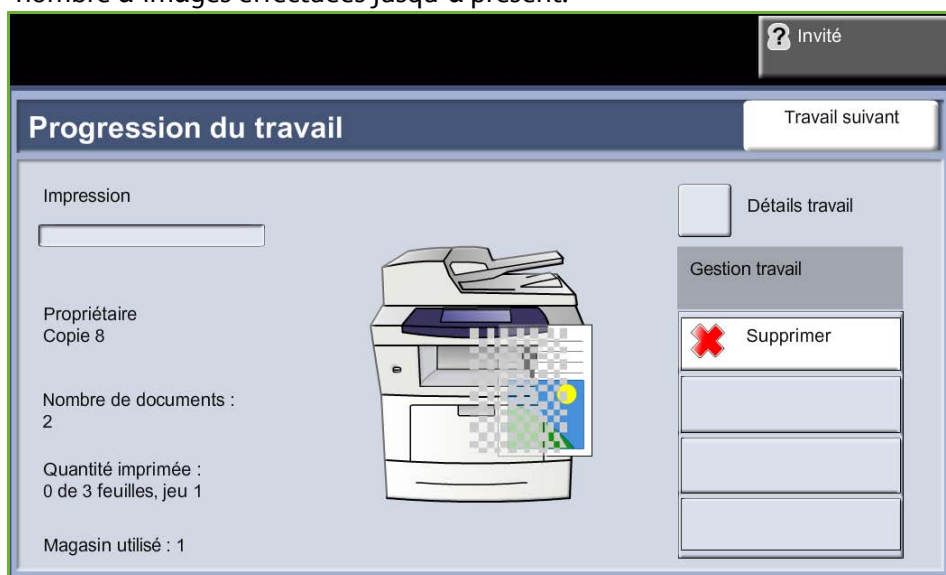 nombre d'images effectuées jusqu'à présent.
? Invité
Progression du travail
Travail suivant
Impression
Détails travail
Gestion travail
Propriétaire
Copie 8
Supprimer
Nombre de documents :
2
Quantité imprimée :
0 de 3 feuilles, jeu 1
Magasin utilisé : 1